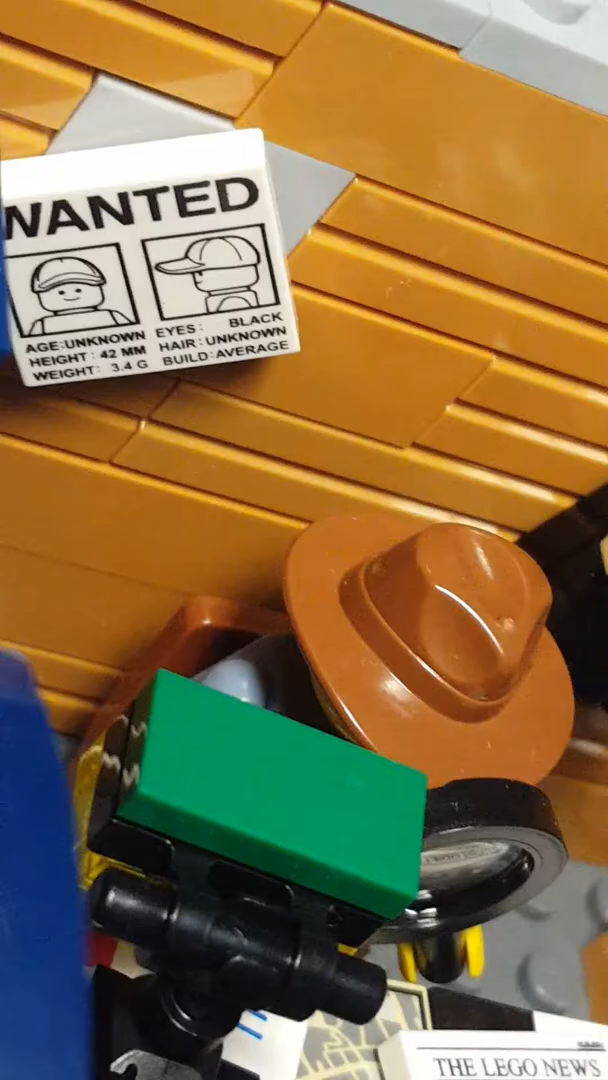 WANTED
AGE:UNKNOWN EYES: BLACK
HEIGHT: 42 MM HAIR: UNKNOWN
WEIGHT: 3.4 G BUILD: AVERAGE
THE LEGO NEWS